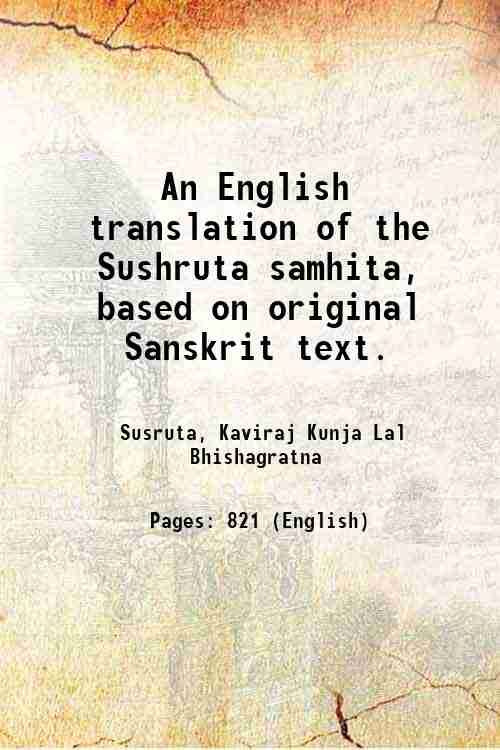 An English
translation of the
Sushruta samhita,
based on original
Sanskrit text.
Susruta, Kaviraj Kunja Lal
Bhishagratna
Pages: 821 (English)